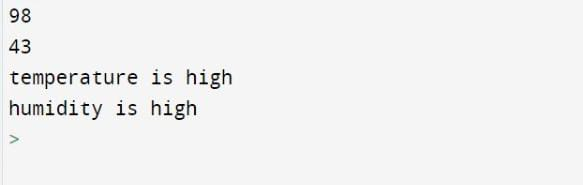 98
43
temperature is high
humidity is high
>